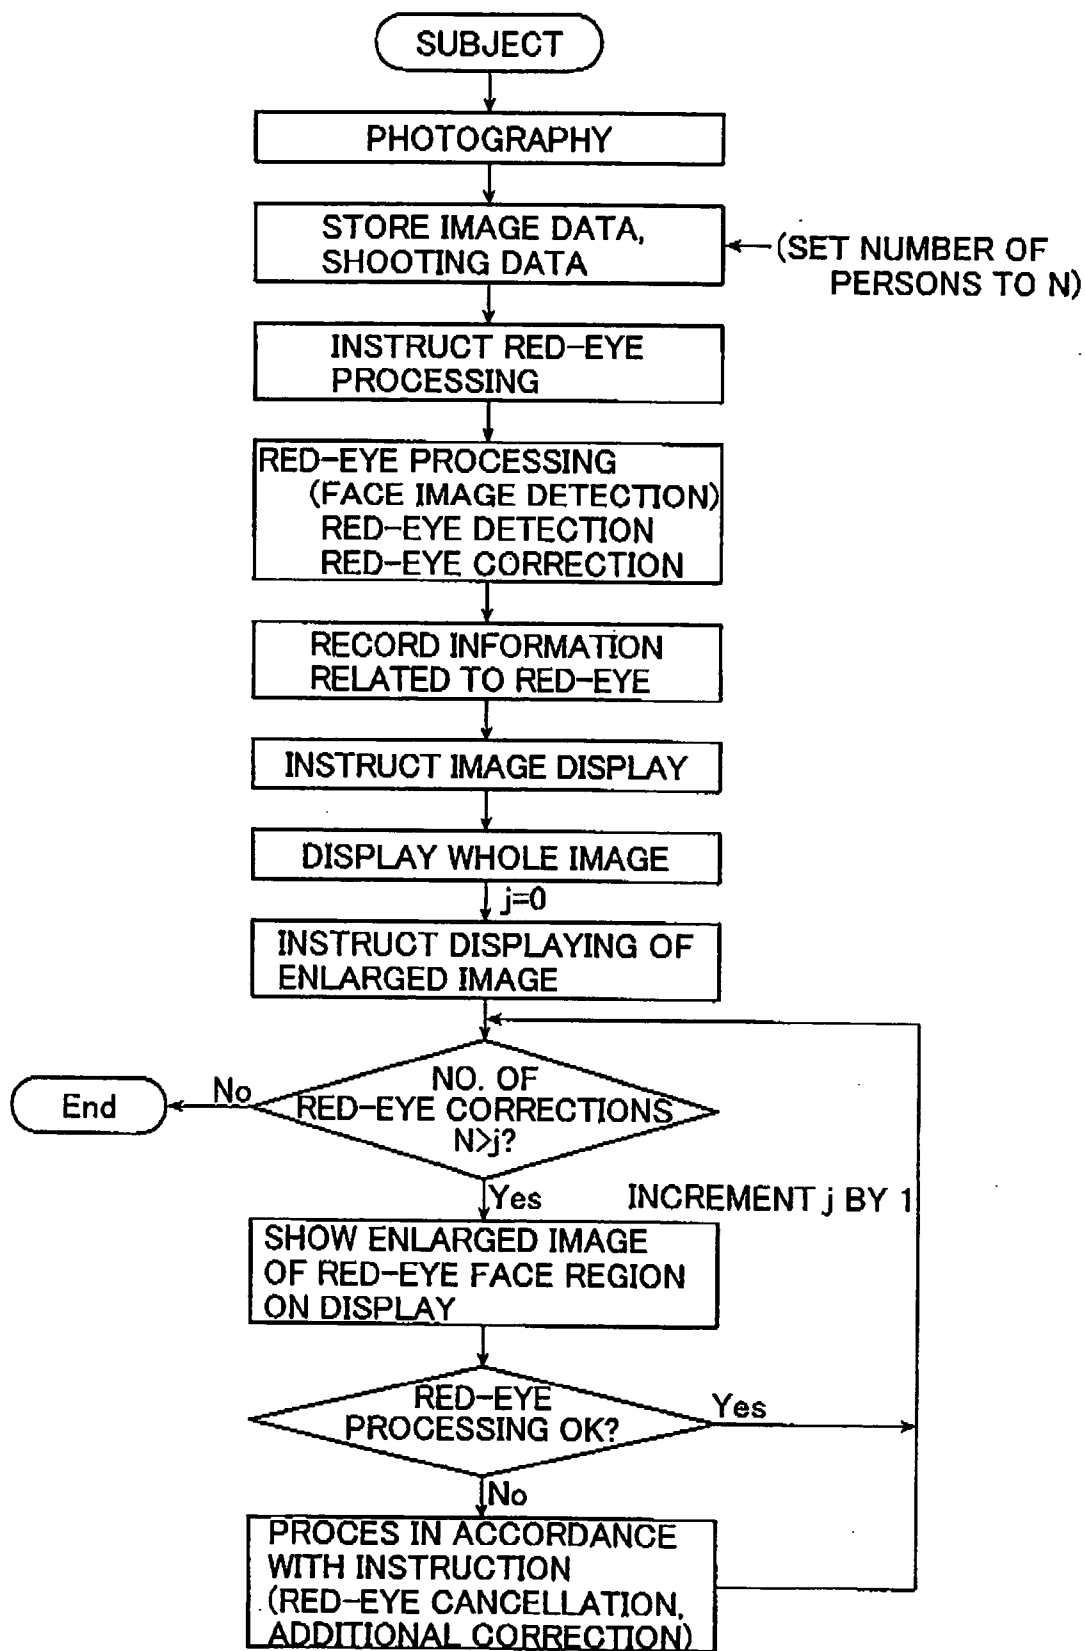 SUBJECT
PHOTOGRAPHY
STORE IMAGE DATA,
SHOOTING DATA
(SET NUMBER OF
PERSONS TO N)
INSTRUCT RED-EYE
PROCESSING
RED-EYE PROCESSING
(FACE IMAGE DETECTION)
RED-EYE DETECTION
RED-EYE CORRECTION
RECORD INFORMATION
RELATED TO RED-EYE
INSTRUCT IMAGE DISPLAY
DISPLAY WHOLE IMAGE
j=0
INSTRUCT DISPLAYING OF
ENLARGED IMAGE
NO. OF
RED-EYE CORRECTIONS
N>j?
No
End
Yes
INCREMENT j BY 1
SHOW ENLARGED IMAGE
OF RED-EYE FACE REGION
ON DISPLAY
RED-EYE
PROCESSING OK?
Yes
No
PROCES IN ACCORDANCE
WITH INSTRUCTION
(RED-EYE CANCELLATION,
ADDITIONAL CORRECTION)